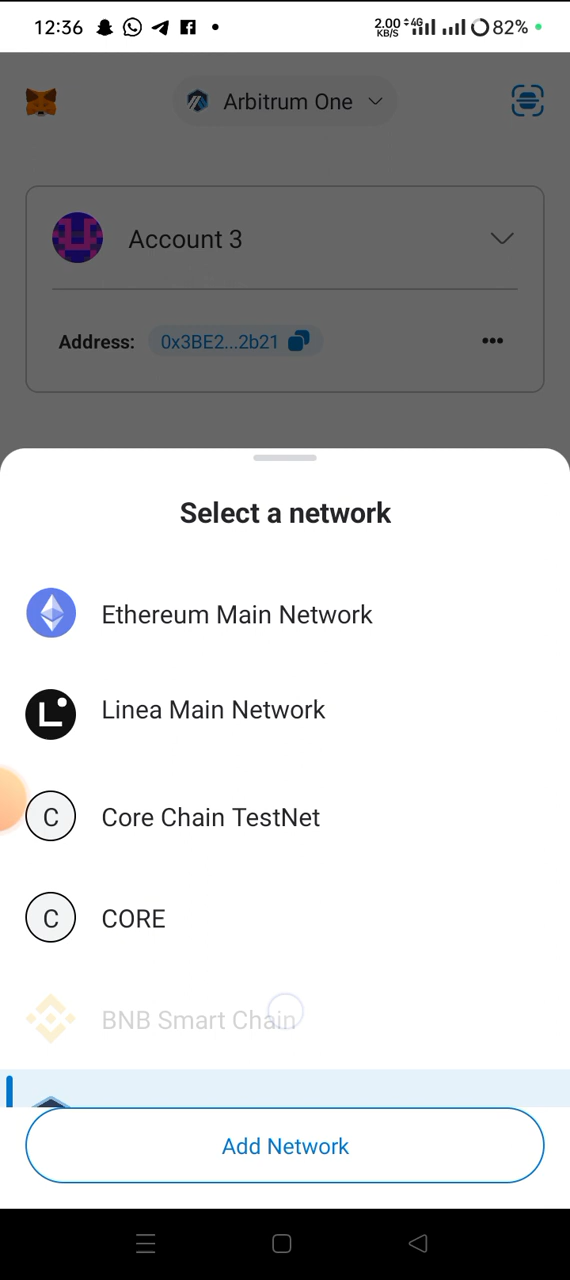 12:36
2.00 KB/S 4G 82%
Arbitrum One
Account 3
Address: 0x3BE2...2b21
Select a network
Ethereum Main Network
Linea Main Network
C Core Chain TestNet
C CORE
BNB Smart Chain
Add Network